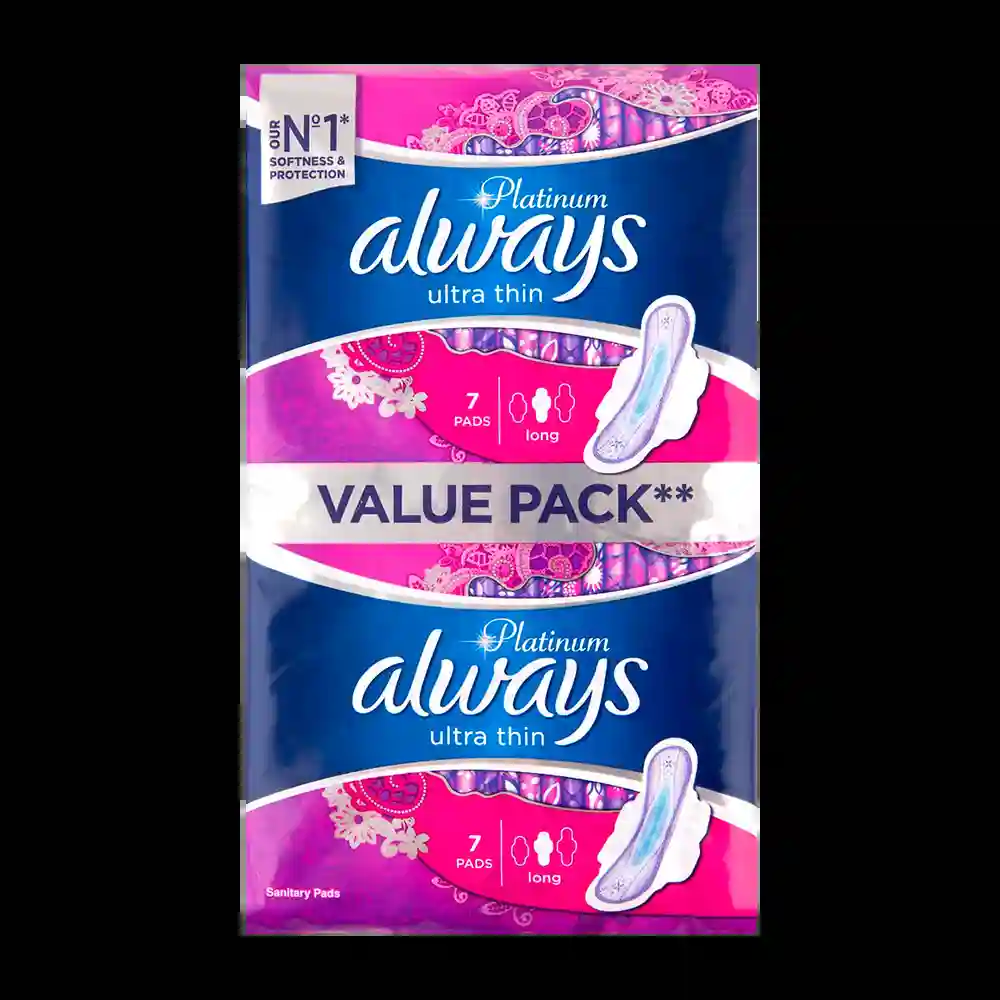 OUR Nº1*
SOFTNESS &
PROTECTION
Platinum
always
ultra thin
7
PADS
long
VALUE PACK**
Platinum
always
ultra thin
7
PADS
long
Sanitary Pads